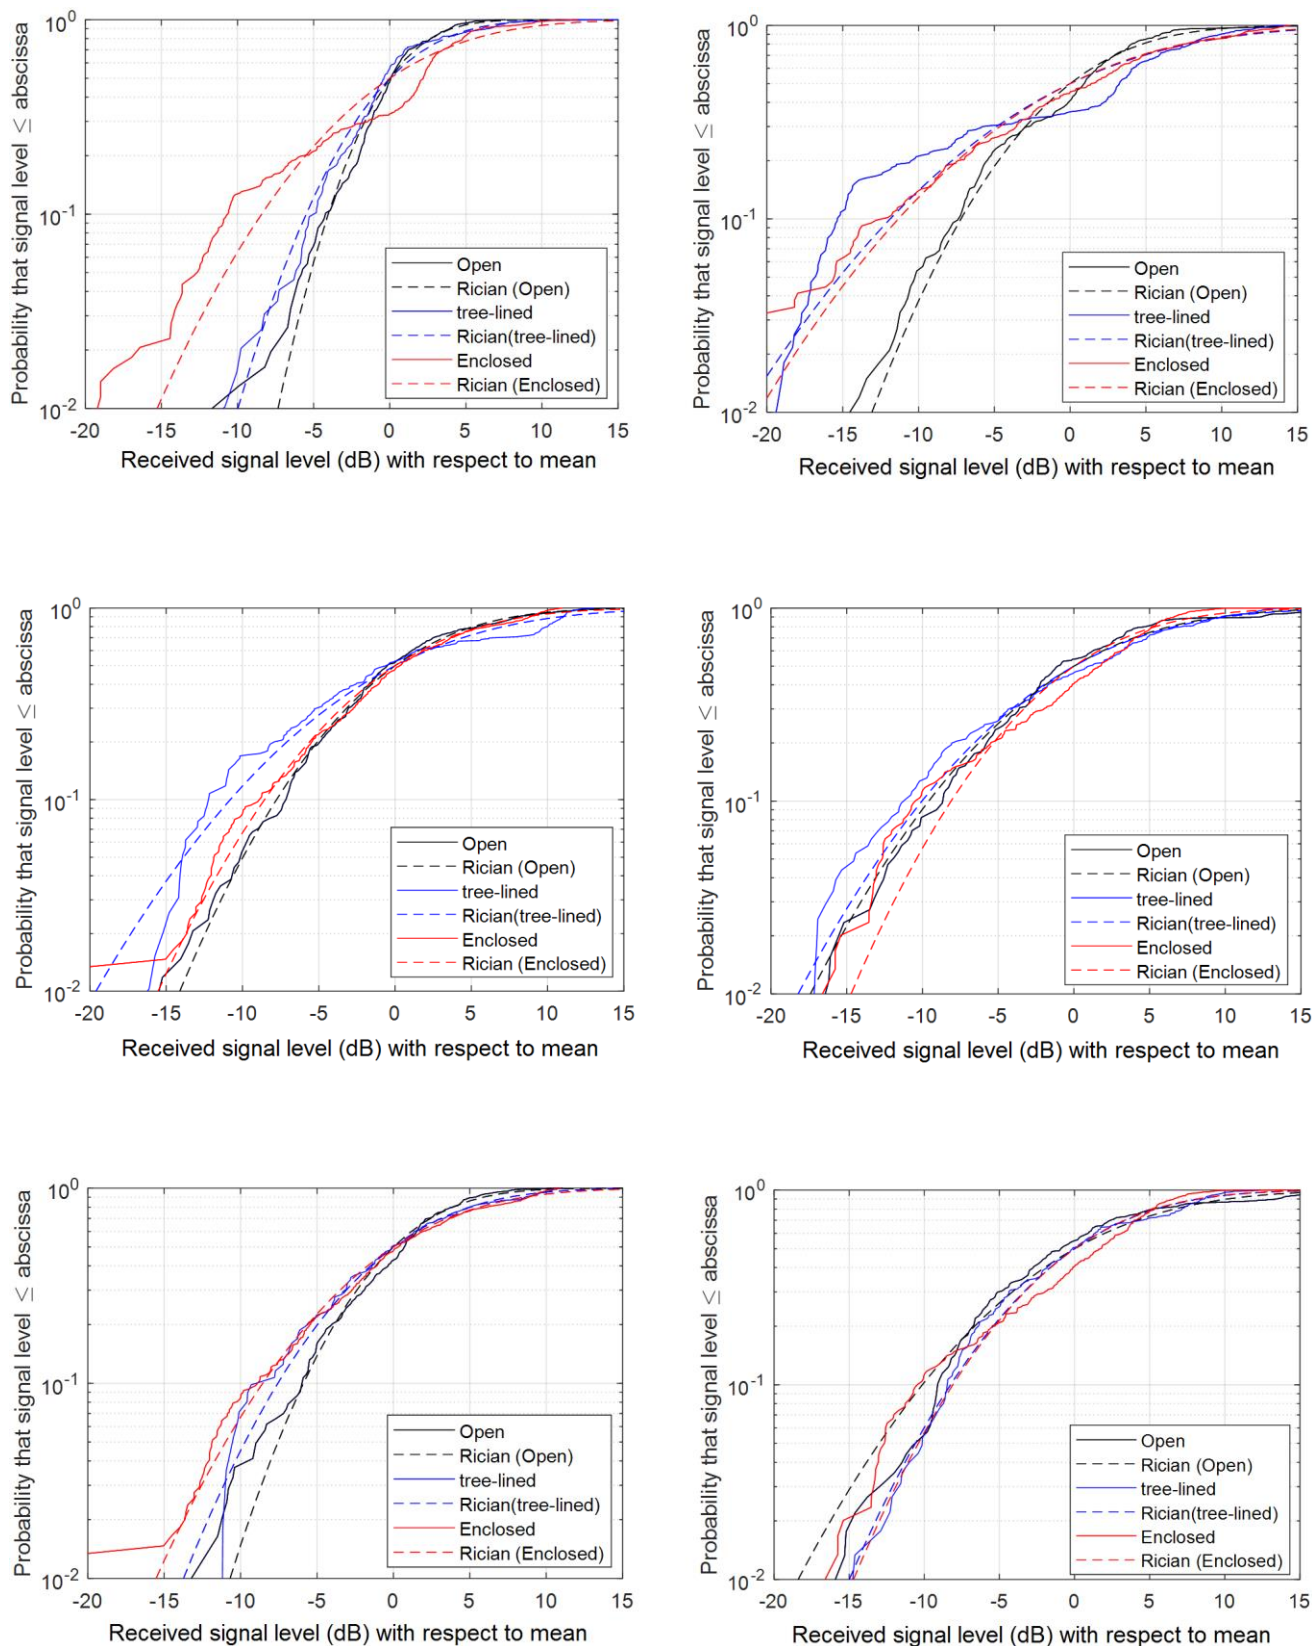 Probability that signal level ≤ abscissa
10^0
10^-1
10^-2
-20 -15 -10 -5 0 5 10 15
Received signal level (dB) with respect to mean
Open
Rician (Open)
tree-lined
Rician(tree-lined)
Enclosed
Rician (Enclosed)
Probability that signal level ≤ abscissa
10^0
10^-1
10^-2
-20 -15 -10 -5 0 5 10 15
Received signal level (dB) with respect to mean
Open
Rician (Open)
tree-lined
Rician(tree-lined)
Enclosed
Rician (Enclosed)
Probability that signal level ≤ abscissa
10^0
10^-1
10^-2
-20 -15 -10 -5 0 5 10 15
Received signal level (dB) with respect to mean
Open
Rician (Open)
tree-lined
Rician(tree-lined)
Enclosed
Rician (Enclosed)
Probability that signal level ≤ abscissa
10^0
10^-1
10^-2
-20 -15 -10 -5 0 5 10 15
Received signal level (dB) with respect to mean
Open
Rician (Open)
tree-lined
Rician(tree-lined)
Enclosed
Rician (Enclosed)
Probability that signal level ≤ abscissa
10^0
10^-1
10^-2
-20 -15 -10 -5 0 5 10 15
Received signal level (dB) with respect to mean
Open
Rician (Open)
tree-lined
Rician(tree-lined)
Enclosed
Rician (Enclosed)
Probability that signal level ≤ abscissa
10^0
10^-1
10^-2
-20 -15 -10 -5 0 5 10 15
Received signal level (dB) with respect to mean
Open
Rician (Open)
tree-lined
Rician(tree-lined)
Enclosed
Rician (Enclosed)